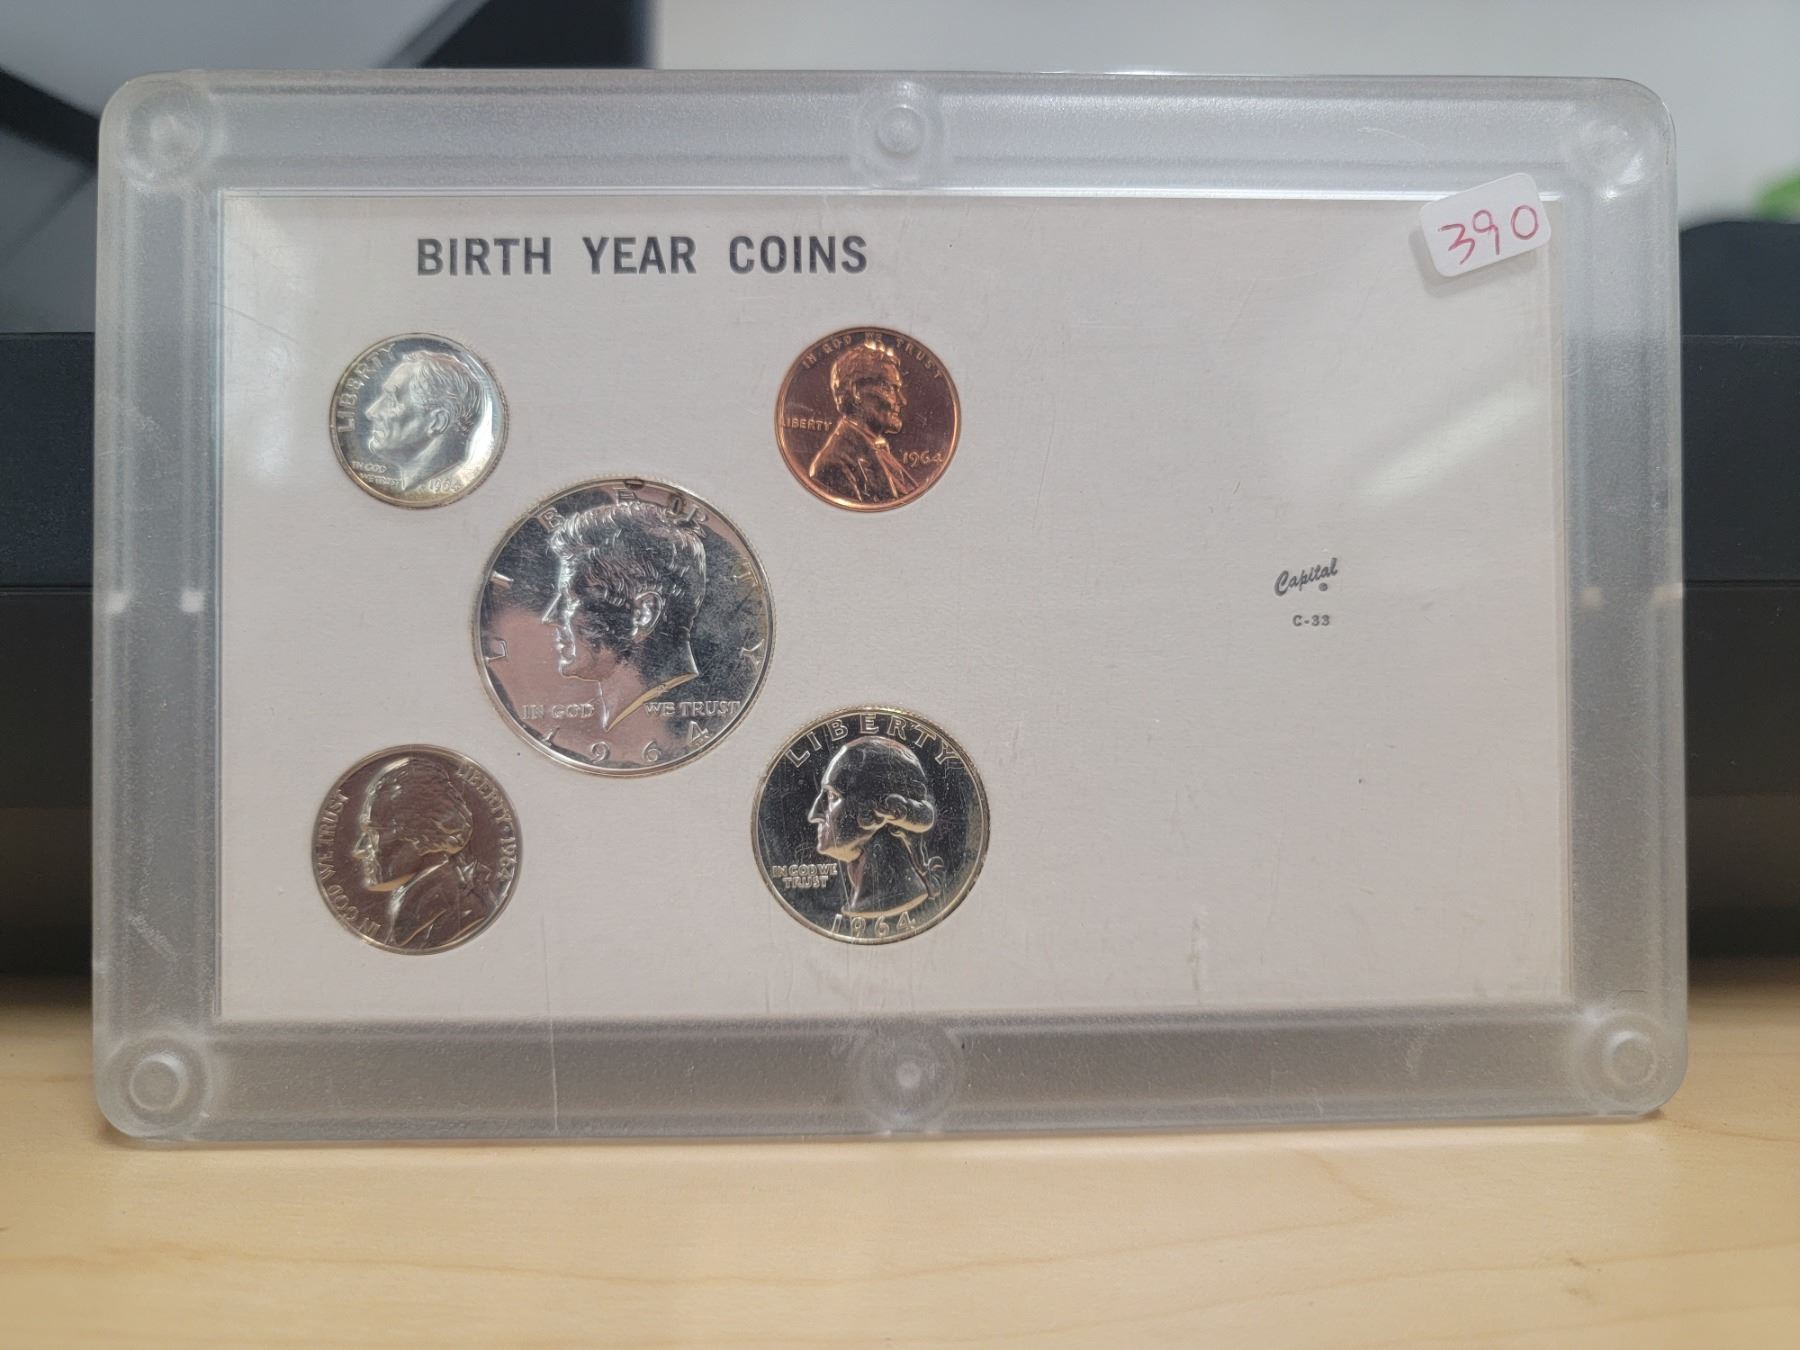 BIRTH YEAR COINS
390
LIBERTY
IN GOD
WE TRUST
1964
IN GOD WE TRUST
LIBERTY
1964
LIBERTY
IN GOD WE TRUST
1964
Capital
C-33
IN GOD WE TRUST
LIBERTY · 1964
LIBERTY
IN GOD WE
TRUST
1964